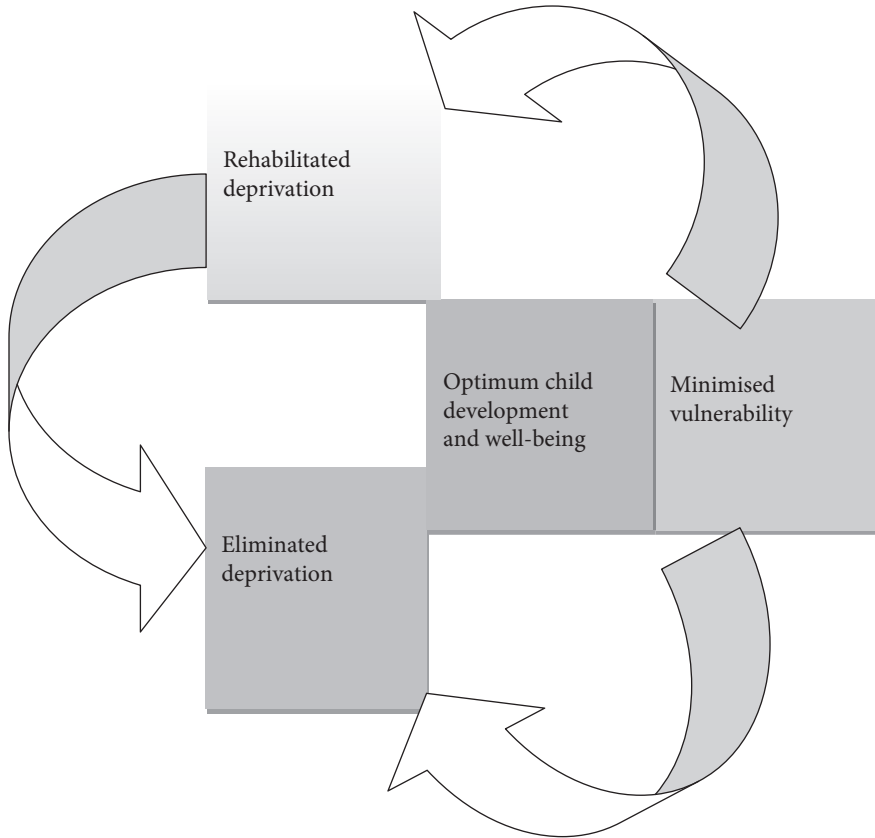 Rehabilitated
deprivation
Optimum child
development
and well-being
Minimised
vulnerability
Eliminated
deprivation